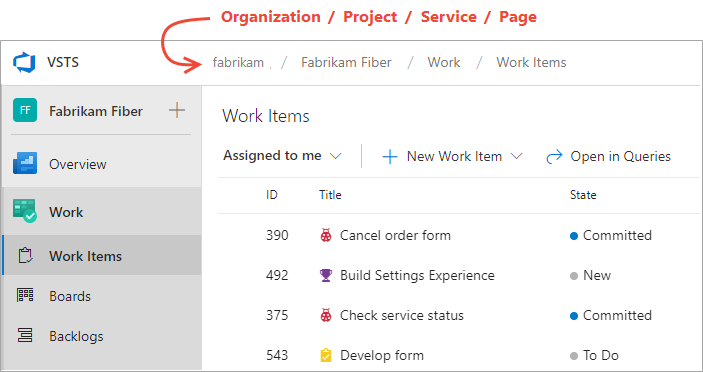 Organization / Project / Service / Page
VSTS
fabrikam / Fabrikam Fiber / Work / Work Items
FF Fabrikam Fiber
Overview
Work
Work Items
Boards
Backlogs
Work Items
Assigned to me New Work Item Open in Queries
ID Title State
390 Cancel order form Committed
492 Build Settings Experience New
375 Check service status Committed
543 Develop form To Do